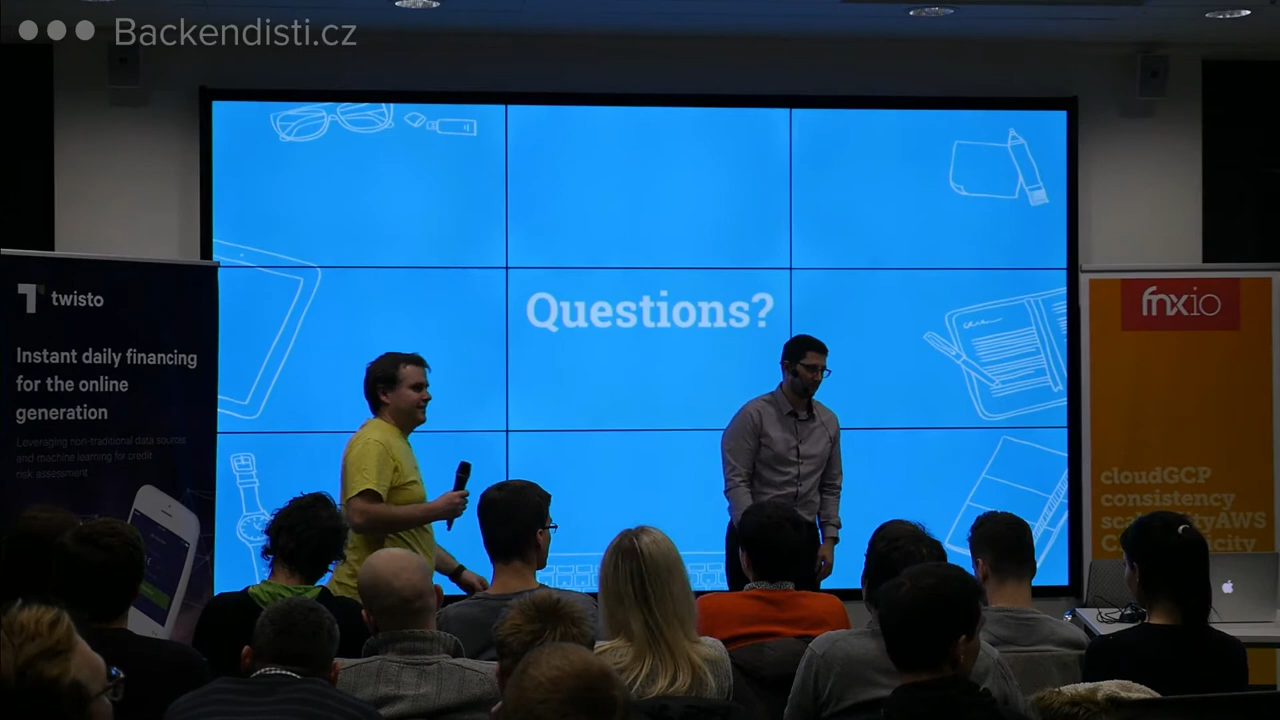 Backendisti.cz
Questions?
twisto
Instant daily financing
for the online
generation
Leveraging non-traditional data sources
and machine learning for credit
risk assessment
fnxio
cloudGCP
consistency